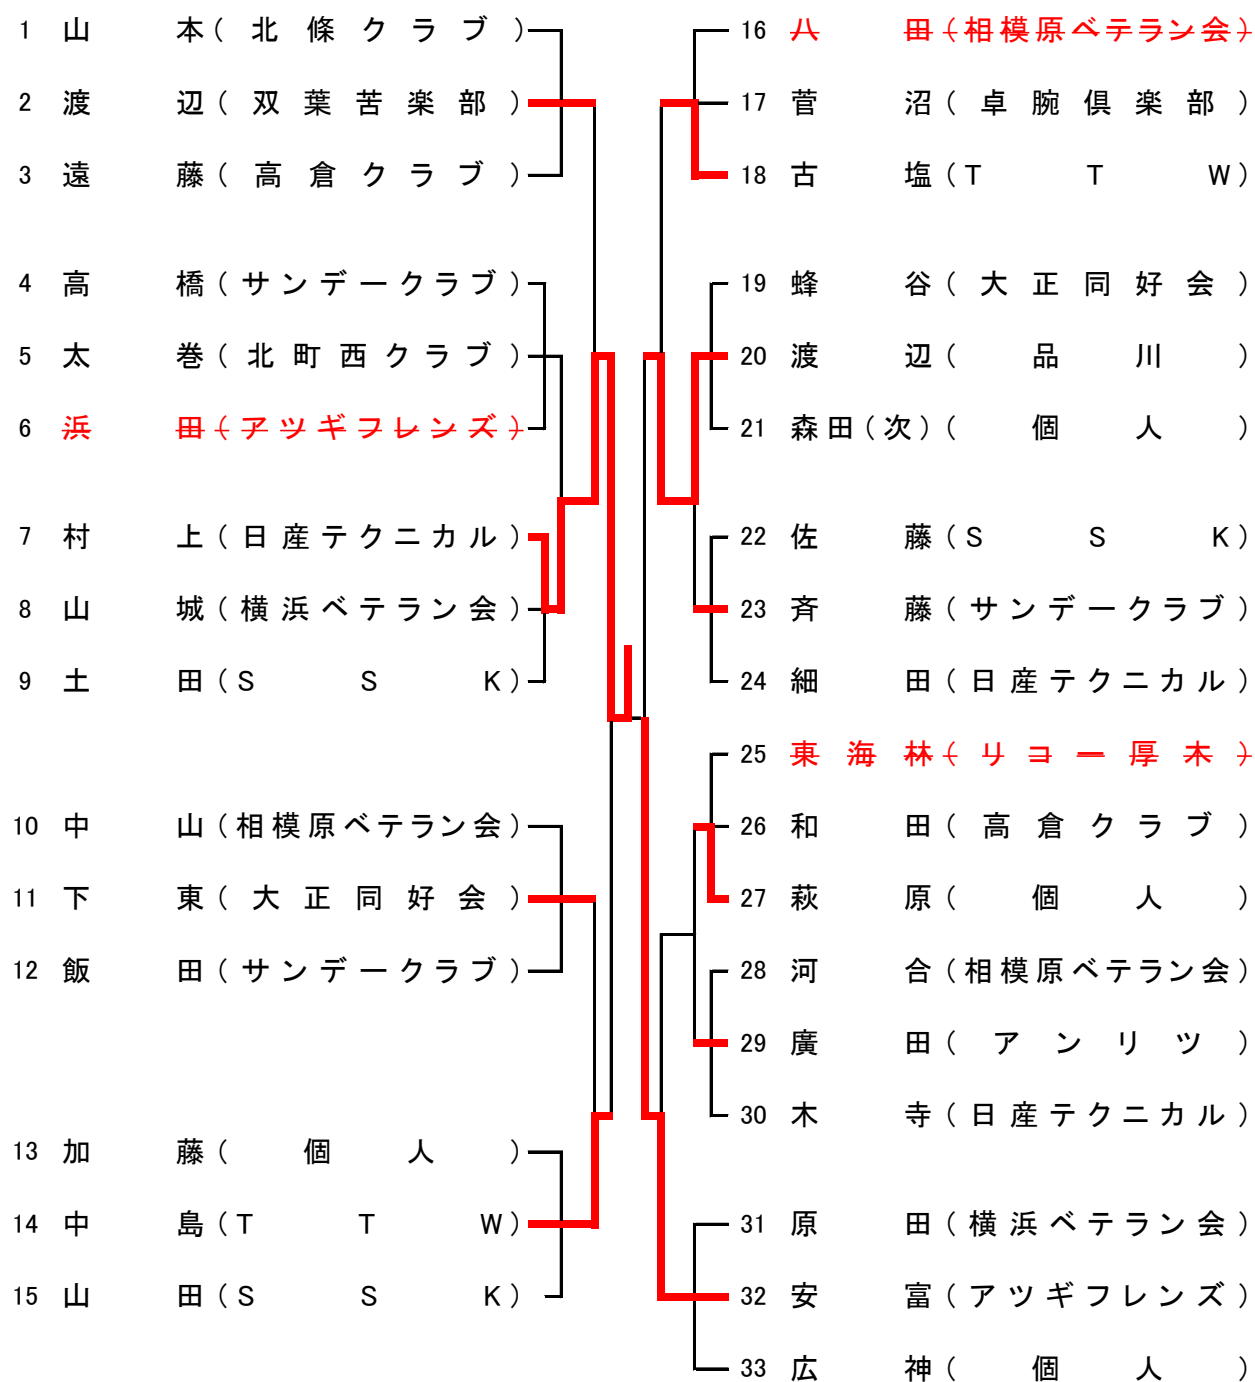 1 山本(北條クラブ)
2 渡辺(双葉苦楽部)
3 遠藤(高倉クラブ)
4 高橋(サンデークラブ)
5 太巻(北町西クラブ)
6 浜田(アツギフレンズ)
7 村上(日産テクニカル)
8 山城(横浜ベテラン会)
9 土田(SSK)
10 中山(相模原ベテラン会)
11 下東(大正同好会)
12 飯田(サンデークラブ)
13 加藤(個人)
14 中島(TTW)
15 山田(SSK)
16 八田(相模原ベテラン会)
17 菅沼(卓腕倶楽部)
18 古塩(TTW)
19 蜂谷(大正同好会)
20 渡辺(品川)
21 森田(次)(個人)
22 佐藤(SSK)
23 斉藤(サンデークラブ)
24 細田(日産テクニカル)
25 東海林(リコー厚木)
26 和田(高倉クラブ)
27 萩原(個人)
28 河合(相模原ベテラン会)
29 廣田(アンリツ)
30 木寺(日産テクニカル)
31 原田(横浜ベテラン会)
32 安富(アツギフレンズ)
33 広神(個人)